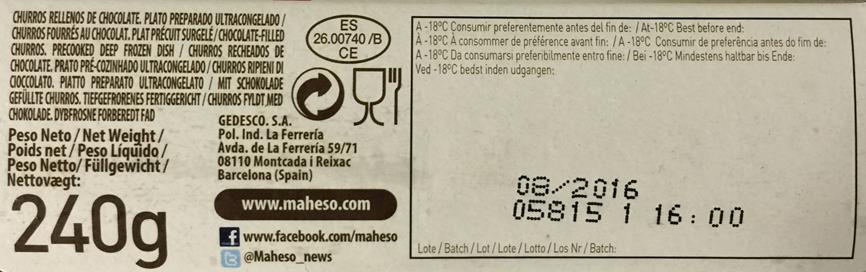 CHURROS RELLENOS DE CHOCOLATE. PLATO PREPARADO ULTRACONGELADO /
CHURROS FOURRÉS AU CHOCOLAT. PLAT PRÉCUIT SURGELÉ / CHOCOLATE-FILLED
CHURROS. PRECOOKED DEEP FROZEN DISH / CHURROS RECHEADOS DE
CHOCOLATE. PRATO PRÉ-COZINHADO ULTRACONGELADO / CHURROS RIPIENI DI
CIOCCOLATO. PIATTO PREPARATO ULTRACONGELATO / MIT SCHOKOLADE
GEFÜLLTE CHURROS. TIEFGEFRORENES FERTIGGERICHT / CHURROS FYLDT MED
CHOKOLADE. DYBFROSNE FORBEREDT FAD
Peso Neto / Net Weight /
Poids net / Peso Líquido /
Peso Netto / Füllgewicht /
Nettovægt:
240g
ES
26.00740 /B
CE
GEDESCO. S.A.
Pol. Ind. La Ferrería
Avda. de La Ferrería 59/71
08110 Montcada i Reixac
Barcelona (Spain)
www.maheso.com
www.facebook.com/maheso
@Maheso_news
A -18ºC Consumir preferentemente antes del fin de: / At-18ºC Best before end:
À -18ºC À consommer de préférence avant fin: / A -18ºC Consumir de preferência antes do fim de:
A -18ºC Da consumarsi preferibilmente entro fine: / Bei -18ºC Mindestens haltbar bis Ende:
Ved -18ºC bedst inden udgangen:
08/2016
05815 1 16:00
Lote / Batch / Lot / Lote / Lotto / Los Nr / Batch: